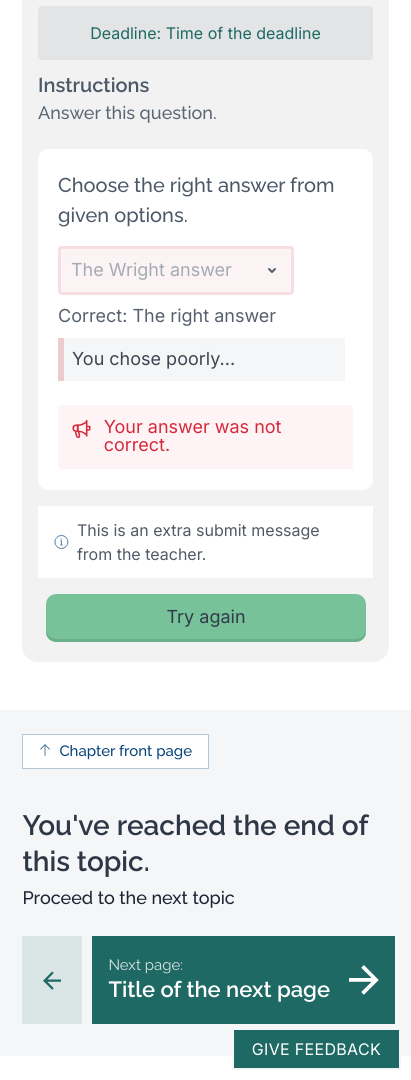 Deadline: Time of the deadline
Instructions
Answer this question.
Choose the right answer from
given options.
The Wright answer
Correct: The right answer
You chose poorly...
Your answer was not
correct.
This is an extra submit message
from the teacher.
Try again
Chapter front page
You've reached the end of
this topic.
Proceed to the next topic
Next page:
Title of the next page
GIVE FEEDBACK